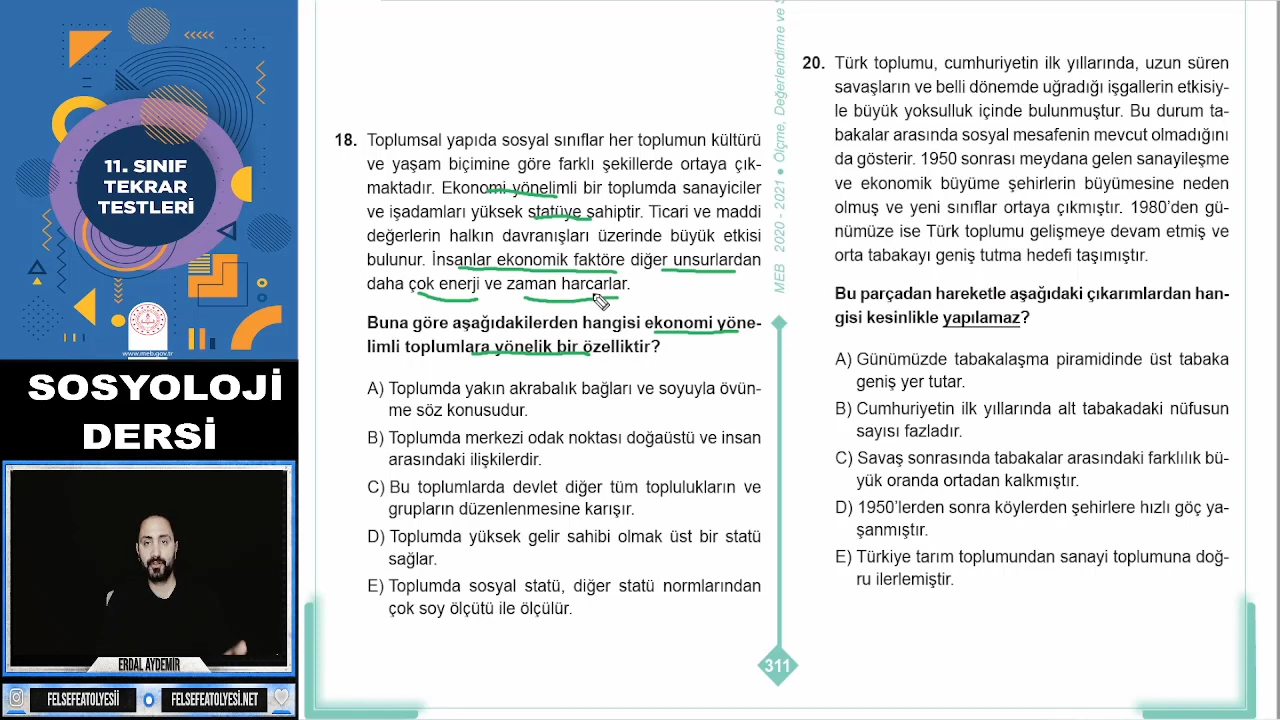 11. SINIF
TEKRAR
TESTLERİ
www.meb.gov.tr
SOSYOLOJİ
DERSİ
ERDAL AYDEMİR
FELSEFEATOLYESİİ
FELSEFEATOLYESİ.NET
18. Toplumsal yapıda sosyal sınıflar her toplumun kültürü
ve yaşam biçimine göre farklı şekillerde ortaya çık-
maktadır. Ekonomi yönelimli bir toplumda sanayiciler
ve işadamları yüksek statüye sahiptir. Ticari ve maddi
değerlerin halkın davranışları üzerinde büyük etkisi
bulunur. İnsanlar ekonomik faktöre diğer unsurlardan
daha çok enerji ve zaman harcarlar.
Buna göre aşağıdakilerden hangisi ekonomi yöne-
limli toplumlara yönelik bir özelliktir?
A) Toplumda yakın akrabalık bağları ve soyuyla övün-
me söz konusudur.
B) Toplumda merkezi odak noktası doğaüstü ve insan
arasındaki ilişkilerdir.
C) Bu toplumlarda devlet diğer tüm toplulukların ve
grupların düzenlenmesine karışır.
D) Toplumda yüksek gelir sahibi olmak üst bir statü
sağlar.
E) Toplumda sosyal statü, diğer statü normlarından
çok soy ölçütü ile ölçülür.
MEB 2020 - 2021 ● Ölçme, Değerlendirme ve
311
20. Türk toplumu, cumhuriyetin ilk yıllarında, uzun süren
savaşların ve belli dönemde uğradığı işgallerin etkisiy-
le büyük yoksulluk içinde bulunmuştur. Bu durum ta-
bakalar arasında sosyal mesafenin mevcut olmadığını
da gösterir. 1950 sonrası meydana gelen sanayileşme
ve ekonomik büyüme şehirlerin büyümesine neden
olmuş ve yeni sınıflar ortaya çıkmıştır. 1980’den gü-
nümüze ise Türk toplumu gelişmeye devam etmiş ve
orta tabakayı geniş tutma hedefi taşımıştır.
Bu parçadan hareketle aşağıdaki çıkarımlardan han-
gisi kesinlikle yapılamaz?
A) Günümüzde tabakalaşma piramidinde üst tabaka
geniş yer tutar.
B) Cumhuriyetin ilk yıllarında alt tabakadaki nüfusun
sayısı fazladır.
C) Savaş sonrasında tabakalar arasındaki farklılık bü-
yük oranda ortadan kalkmıştır.
D) 1950’lerden sonra köylerden şehirlere hızlı göç ya-
şanmıştır.
E) Türkiye tarım toplumundan sanayi toplumuna doğ-
ru ilerlemiştir.